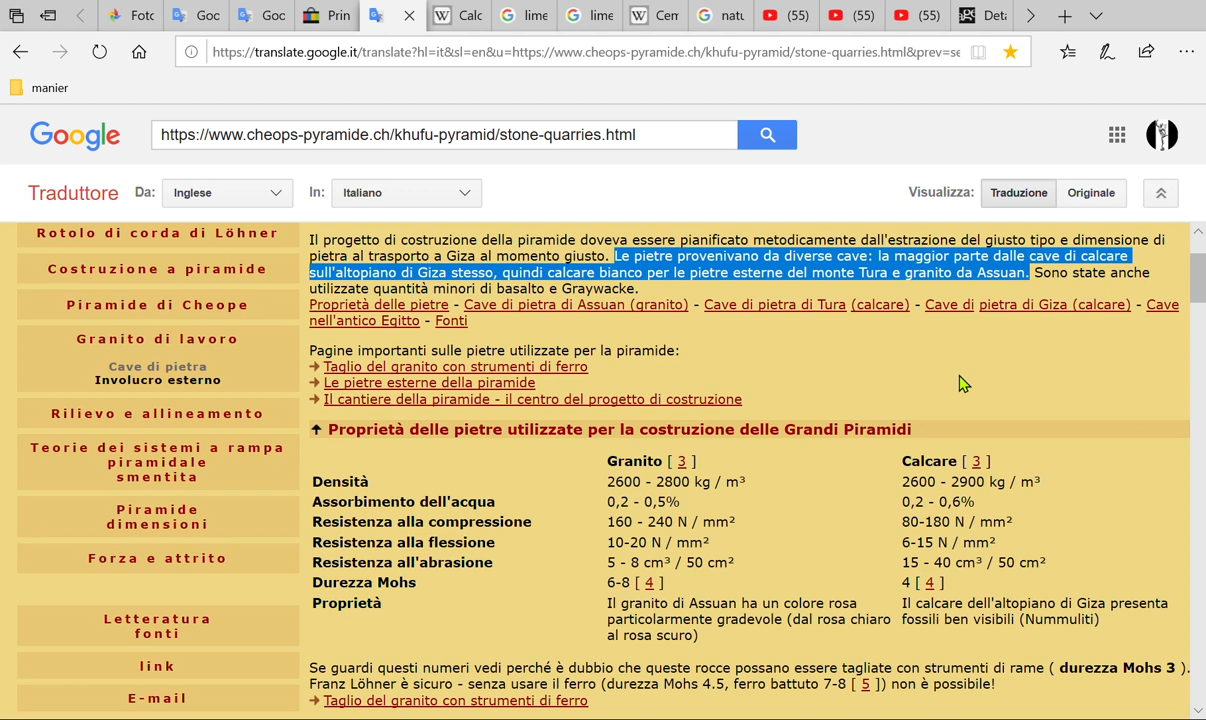 Foto
Goc
Goc
Prin
Calc
lime
lime
Cem
natu
(55)
(55)
(55)
Deta
https://translate.google.it/translate?hl=it&sl=en&u=https://www.cheops-pyramide.ch/khufu-pyramid/stone-quarries.html&prev=se
manier
Google
https://www.cheops-pyramide.ch/khufu-pyramid/stone-quarries.html
Traduttore
Da:
Inglese
In:
Italiano
Visualizza:
Traduzione
Originale
Rotolo di corda di Löhner
Costruzione a piramide
Piramide di Cheope
Granito di lavoro
Cave di pietra
Involucro esterno
Rilievo e allineamento
Teorie dei sistemi a rampa
piramidale
smentita
Piramide
dimensioni
Forza e attrito
Letteratura
fonti
link
E-mail
Il progetto di costruzione della piramide doveva essere pianificato metodicamente dall'estrazione del giusto tipo e dimensione di
pietra al trasporto a Giza al momento giusto. Le pietre provenivano da diverse cave: la maggior parte dalle cave di calcare
sull'altopiano di Giza stesso, quindi calcare bianco per le pietre esterne del monte Tura e granito da Assuan. Sono state anche
utilizzate quantità minori di basalto e Graywacke.
Proprietà delle pietre - Cave di pietra di Assuan (granito) - Cave di pietra di Tura (calcare) - Cave di pietra di Giza (calcare) - Cave
nell'antico Egitto - Fonti
Pagine importanti sulle pietre utilizzate per la piramide:
➔ Taglio del granito con strumenti di ferro
➔ Le pietre esterne della piramide
➔ Il cantiere della piramide - il centro del progetto di costruzione
Proprietà delle pietre utilizzate per la costruzione delle Grandi Piramidi
Granito [ 3 ] Calcare [ 3 ]
Densità 2600 - 2800 kg / m³ 2600 - 2900 kg / m³
Assorbimento dell'acqua 0,2 - 0,5% 0,2 - 0,6%
Resistenza alla compressione 160 - 240 N / mm² 80-180 N / mm²
Resistenza alla flessione 10-20 N / mm² 6-15 N / mm²
Resistenza all'abrasione 5 - 8 cm³ / 50 cm² 15 - 40 cm³ / 50 cm²
Durezza Mohs 6-8 [ 4 ] 4 [ 4 ]
Proprietà Il granito di Assuan ha un colore rosa Il calcare dell'altopiano di Giza presenta
particolarmente gradevole (dal rosa chiaro fossili ben visibili (Nummuliti)
al rosa scuro)
Se guardi questi numeri vedi perché è dubbio che queste rocce possano essere tagliate con strumenti di rame ( durezza Mohs 3 ).
Franz Löhner è sicuro - senza usare il ferro (durezza Mohs 4.5, ferro battuto 7-8 [ 5 ]) non è possibile!
➔ Taglio del granito con strumenti di ferro